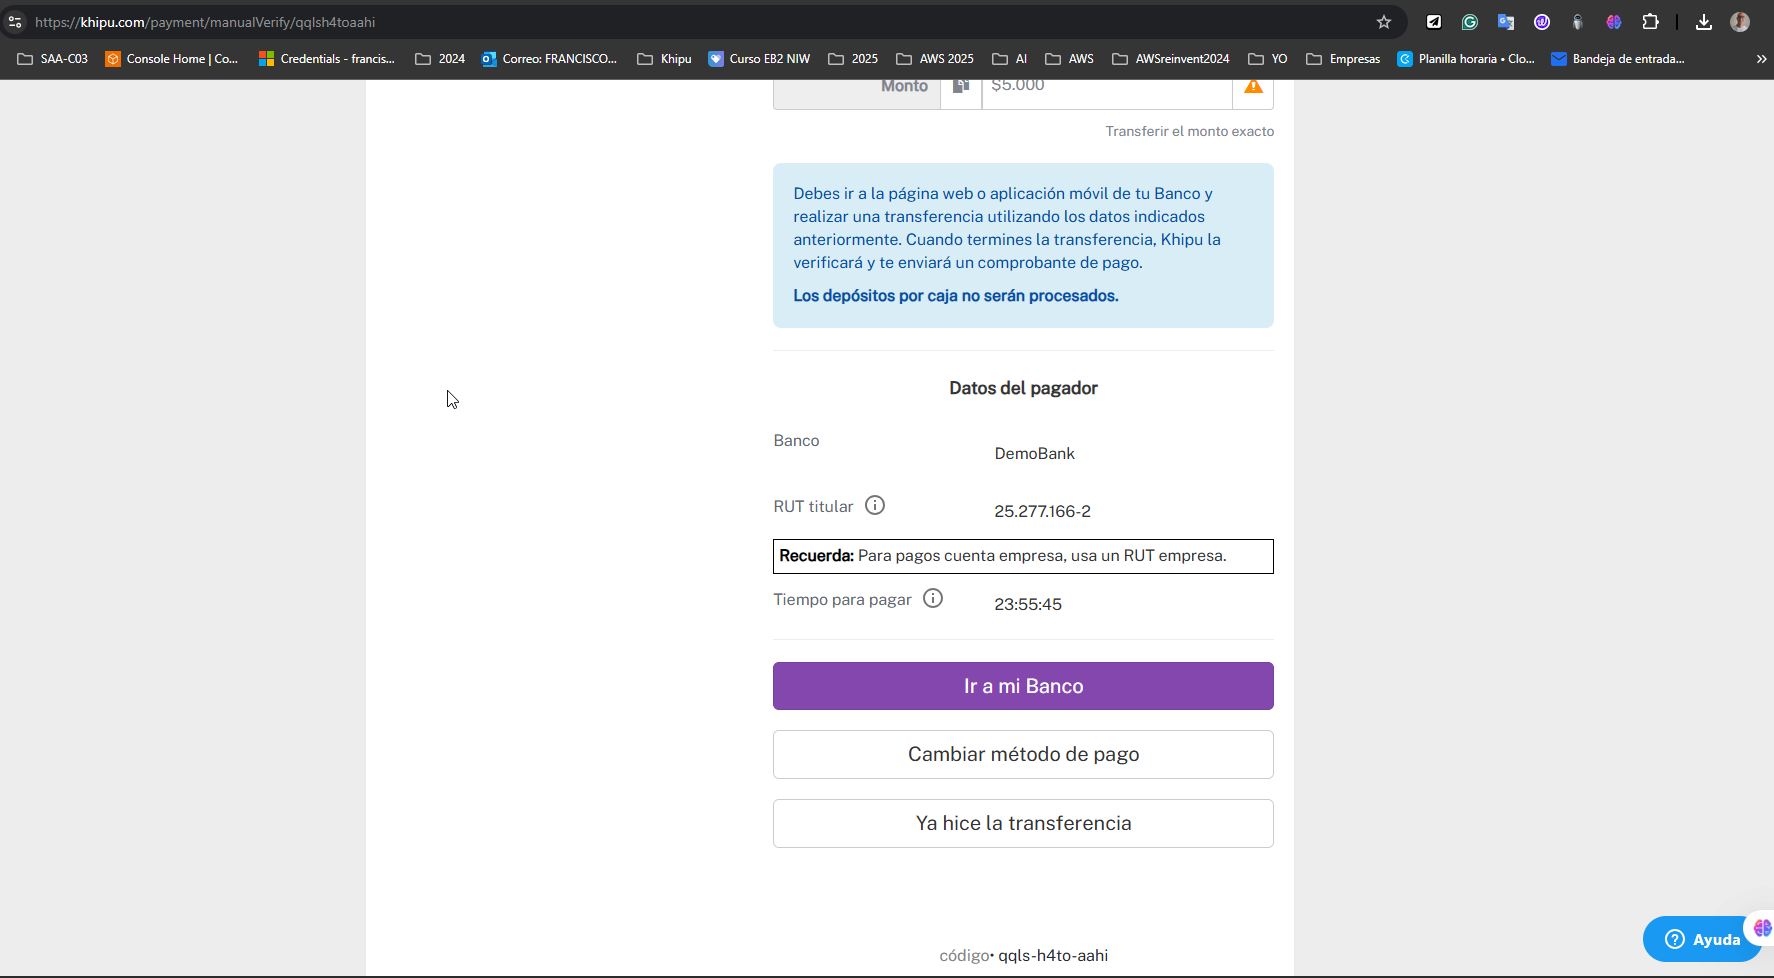 https://khipu.com/payment/manualVerify/qqlsh4toaahi
SAA-C03 Console Home | Co... Credentials - francis... 2024 Correo: FRANCISCO... Khipu Curso EB2 NIW 2025 AWS 2025 AI AWS AWSreinvent2024 YO Empresas Planilla horaria • Clo... Bandeja de entrada... »
Monto $5.000
Transferir el monto exacto
Debes ir a la página web o aplicación móvil de tu Banco y
realizar una transferencia utilizando los datos indicados
anteriormente. Cuando termines la transferencia, Khipu la
verificará y te enviará un comprobante de pago.
Los depósitos por caja no serán procesados.
Datos del pagador
Banco
DemoBank
RUT titular
25.277.166-2
Recuerda: Para pagos cuenta empresa, usa un RUT empresa.
Tiempo para pagar
23:55:45
Ir a mi Banco
Cambiar método de pago
Ya hice la transferencia
Ayuda
código• qqls-h4to-aahi